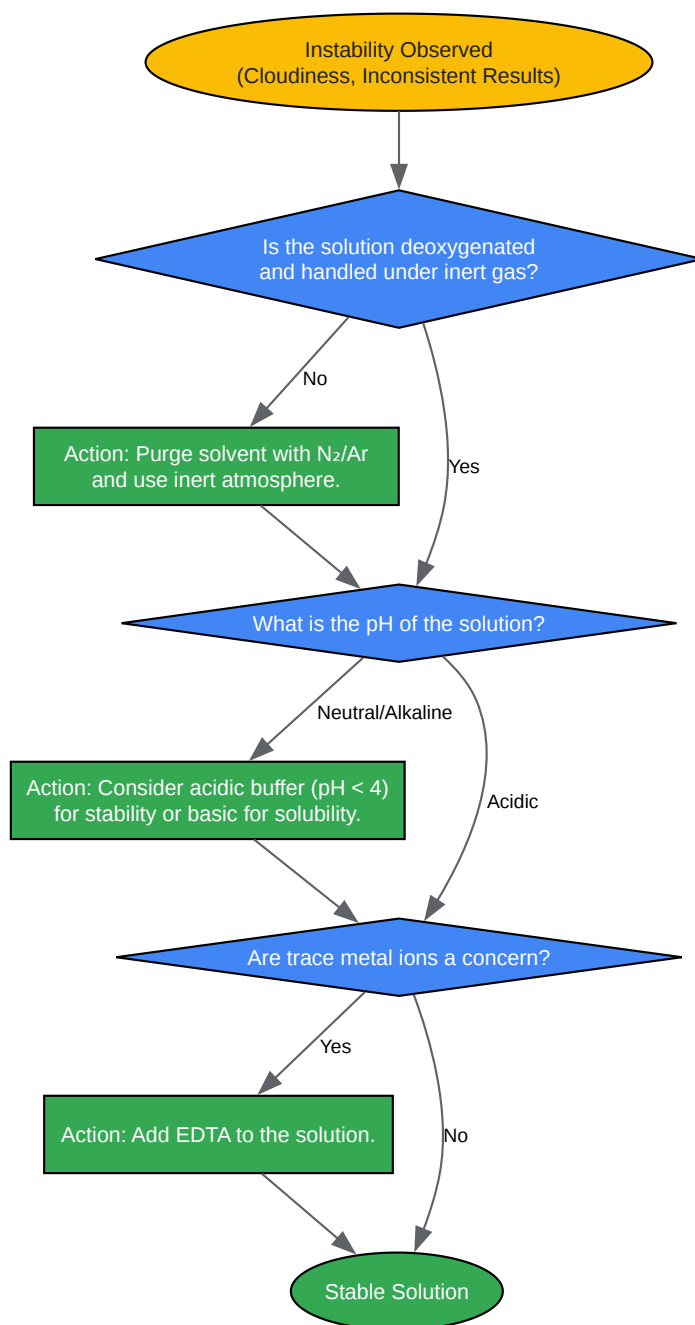 Instability Observed
(Cloudiness, Inconsistent Results)
Is the solution deoxygenated
and handled under inert gas?
No
Action: Purge solvent with N₂/Ar
and use inert atmosphere.
Yes
What is the pH of the solution?
Neutral/Alkaline
Action: Consider acidic buffer (pH < 4)
for stability or basic for solubility.
Acidic
Are trace metal ions a concern?
Yes
Action: Add EDTA to the solution.
No
Stable Solution